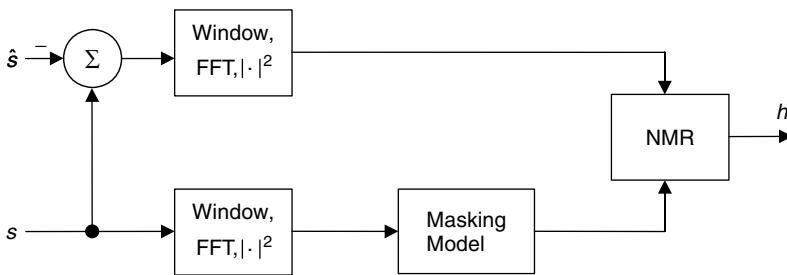 Window,
FFT,|·|²
ŝ
−
Σ
h
NMR
s
Window,
FFT,|·|²
Masking
Model